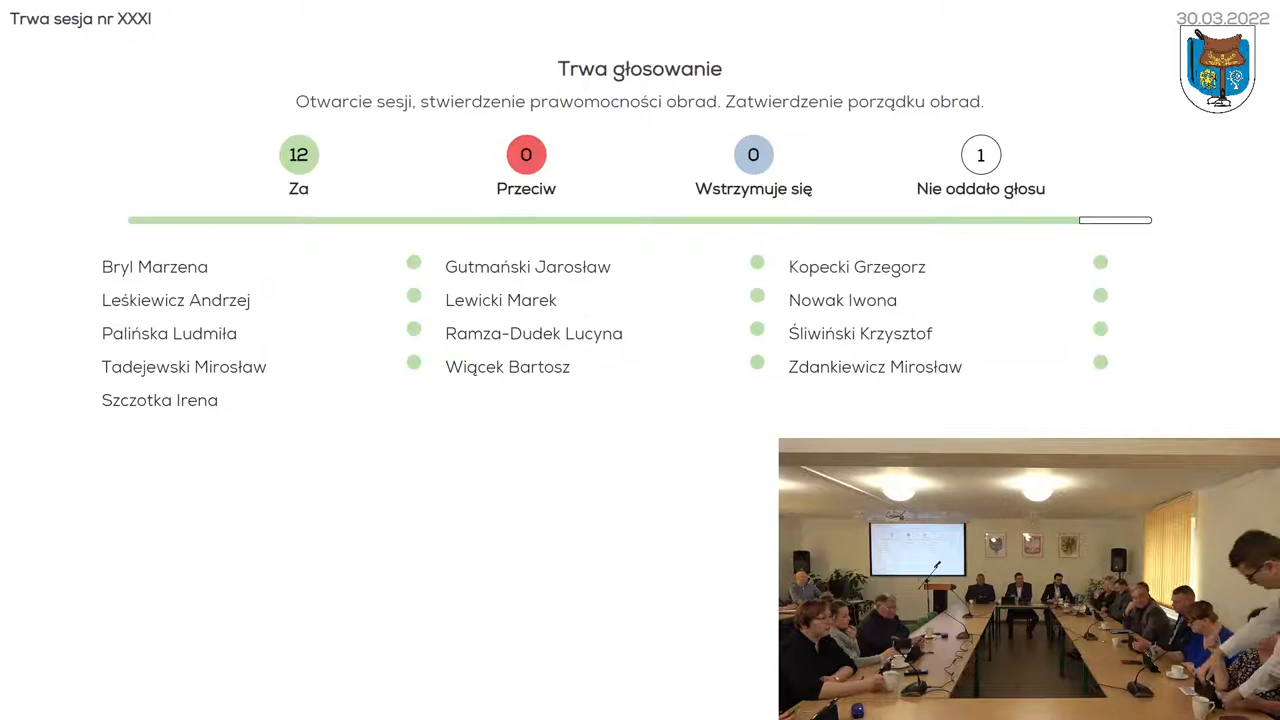 Trwa sesja nr XXXI
30.03.2022
Trwa głosowanie
Otwarcie sesji, stwierdzenie prawomocności obrad. Zatwierdzenie porządku obrad.
12 0 0 1
Za Przeciw Wstrzymuje się Nie oddało głosu
Bryl Marzena Gutmański Jarosław Kopecki Grzegorz
Leśkiewicz Andrzej Lewicki Marek Nowak Iwona
Palińska Ludmiła Ramza-Dudek Lucyna Śliwiński Krzysztof
Tadejewski Mirosław Wiącek Bartosz Zdankiewicz Mirosław
Szczotka Irena